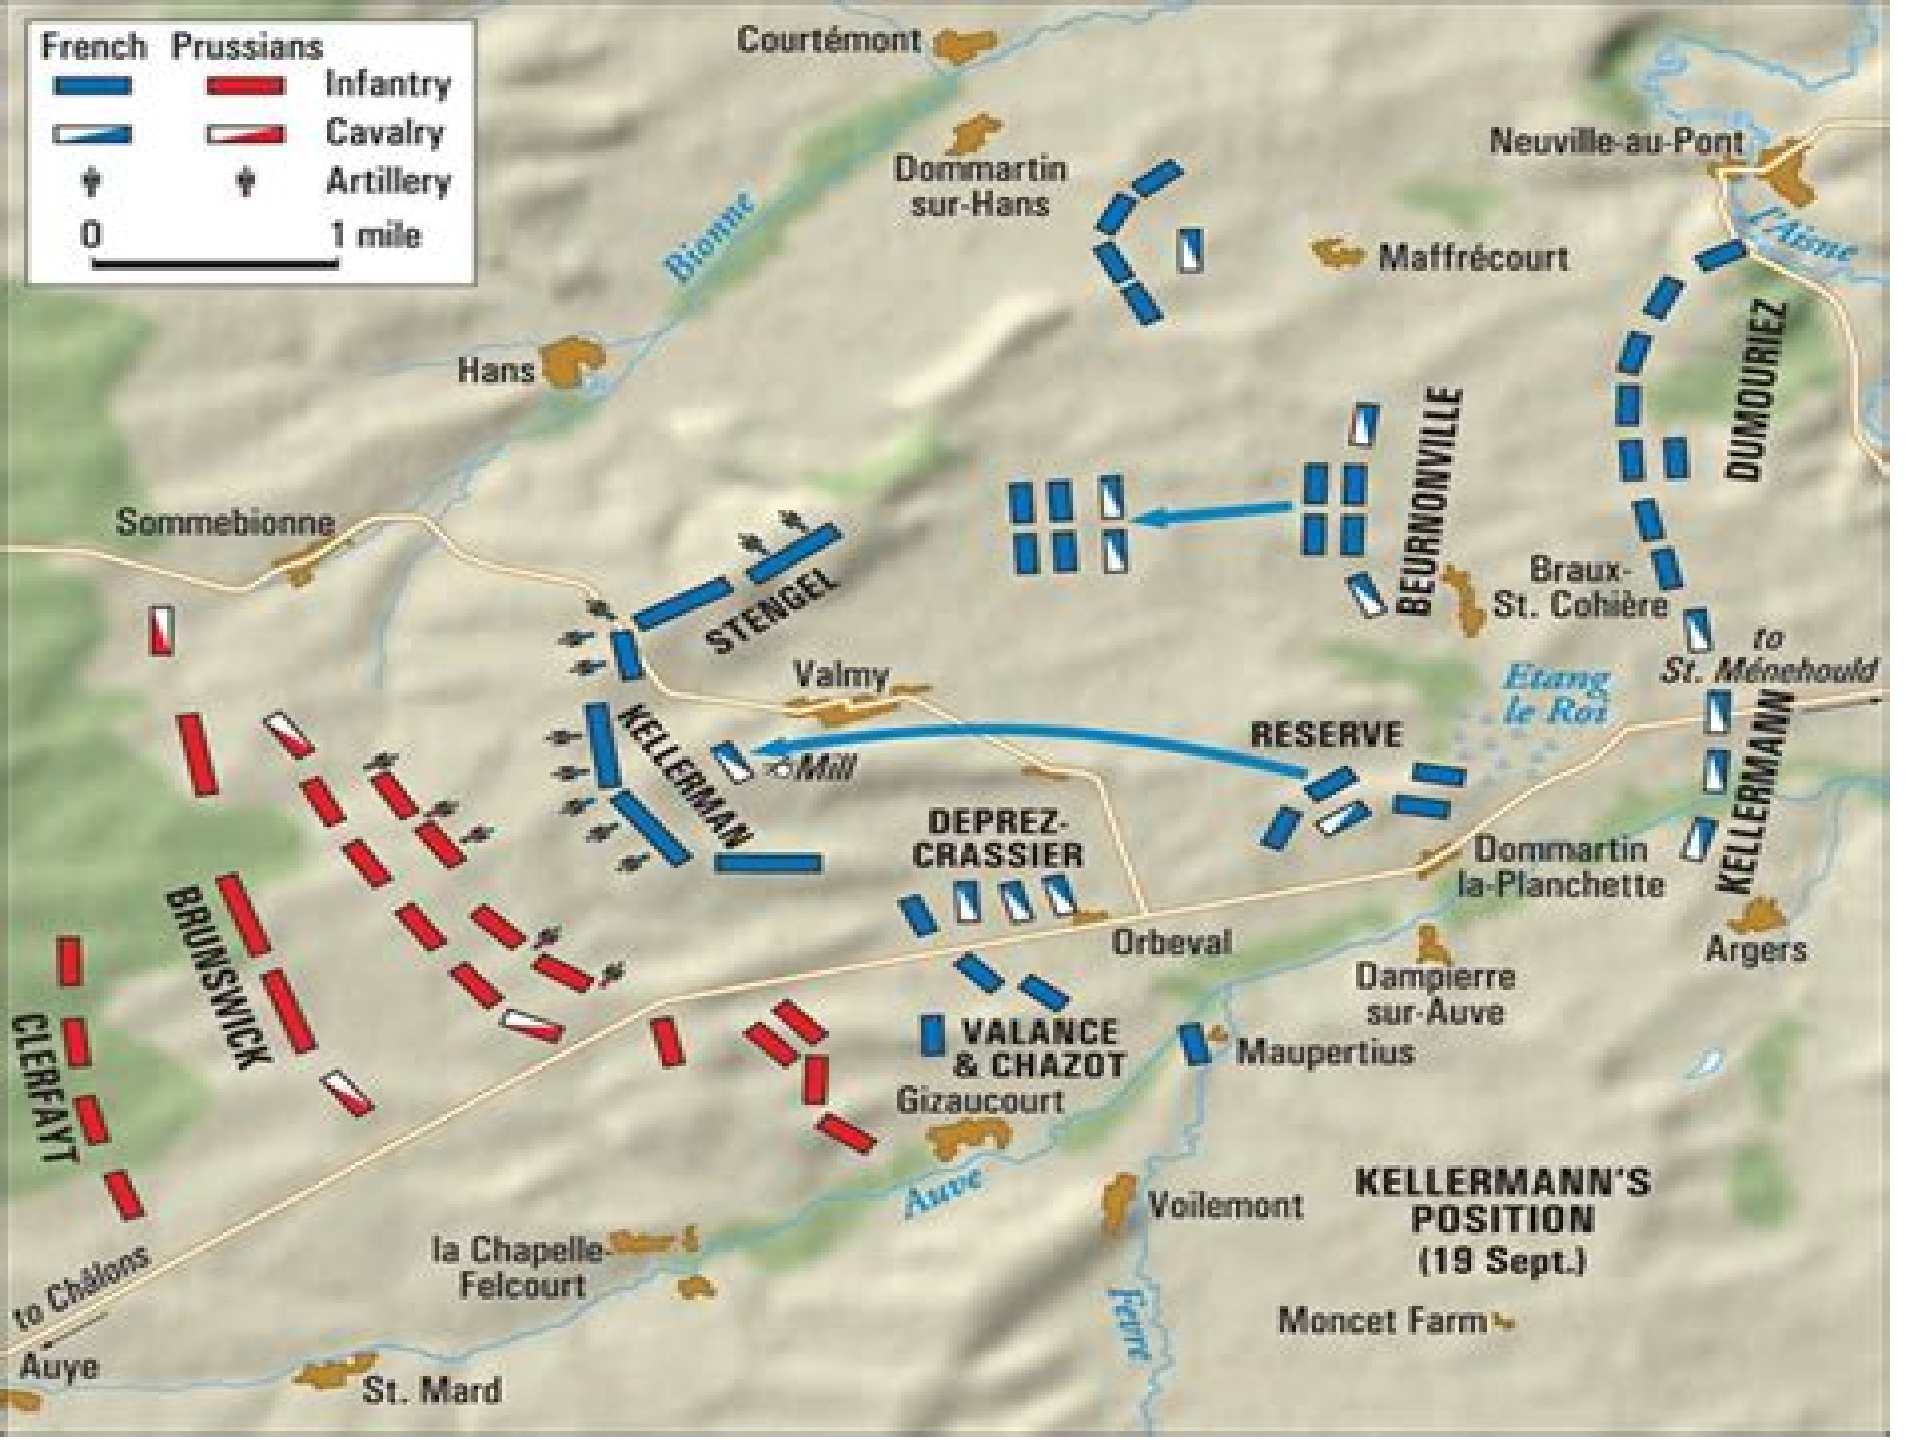 French Prussians
Infantry
Cavalry
Artillery
0 1 mile
Courtémont
Dommartin
sur-Hans
Neuville-au-Pont
l'Aisne
Bionne
Maffrécourt
Hans
DUMOURIEZ
BEURNONVILLE
Sommebionne
STENGEL
Braux-
St. Cohière
to
St. Ménehould
Etang
le Roi
Valmy
KELLERMAN
Mill
RESERVE
KELLERMANN
DEPREZ-
CRASSIER
Dommartin
la-Planchette
Orbeval
Argers
Dampierre
sur-Auve
BRUNSWICK
CLERFAYT
VALANCE
& CHAZOT
Maupertius
Gizaucourt
Auve
Voilemont
KELLERMANN'S
POSITION
(19 Sept.)
la Chapelle-
Felcourt
to Châlons
Moncet Farm
Auye
St. Mard